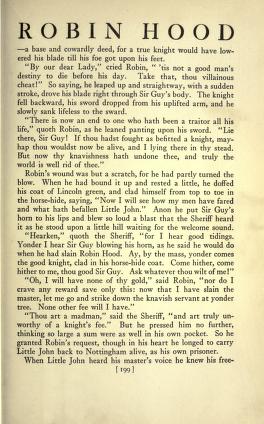 ROBIN HOOD
—a base and cowardly deed, for a true knight would have low-
ered his blade till his foe got upon his feet.
"By our dear Lady," cried Robin, "'tis not a good man's
destiny to die before his day. Take that, thou villainous
cheat!" So saying, he leaped up and straightway, with a sudden
stroke, drove his blade right through Sir Guy's body. The knight
fell backward, his sword dropped from his uplifted arm, and he
slowly sank lifeless to the sward.
"There is now an end to one who hath been a traitor all his
life," quoth Robin, as he leaned panting upon his sword. "Lie
there, Sir Guy! If thou hadst fought as befitted a knight, may-
hap thou wouldst now be alive, and I lying there in thy stead.
But now thy knavishness hath undone thee, and truly the
world is well rid of thee."
Robin's wound was but a scratch, for he had partly turned the
blow. When he had bound it up and rested a little, he doffed
his coat of Lincoln green, and clad himself from top to toe in
the horse-hide, saying, "Now I will see how my men have fared
and what hath befallen Little John." Anon he put Sir Guy's
horn to his lips and blew so loud a blast that the Sheriff heard
it as he stood upon a little hill waiting for the welcome sound.
"Hearken," quoth the Sheriff, "for I hear good tidings.
Yonder I hear Sir Guy blowing his horn, as he said he would do
when he had slain Robin Hood. Ay, by the mass, yonder comes
the good knight, clad in his horse-hide coat. Come hither, come
hither to me, thou good Sir Guy. Ask whatever thou wilt of me!"
"Oh, I will have none of thy gold," said Robin, "nor do I
crave any reward save only this: now that I have slain the
master, let me go and strike down the knavish servant at yonder
tree. None other fee will I have."
"Thou art a madman," said the Sheriff, "and art truly un-
worthy of a knight's fee." But he pressed him no further,
thinking so large a sum were as well in his own pocket. So he
granted Robin's request, though in his heart he longed to carry
Little John back to Nottingham alive, as his own prisoner.
When Little John heard his master's voice he knew his free-
[199]